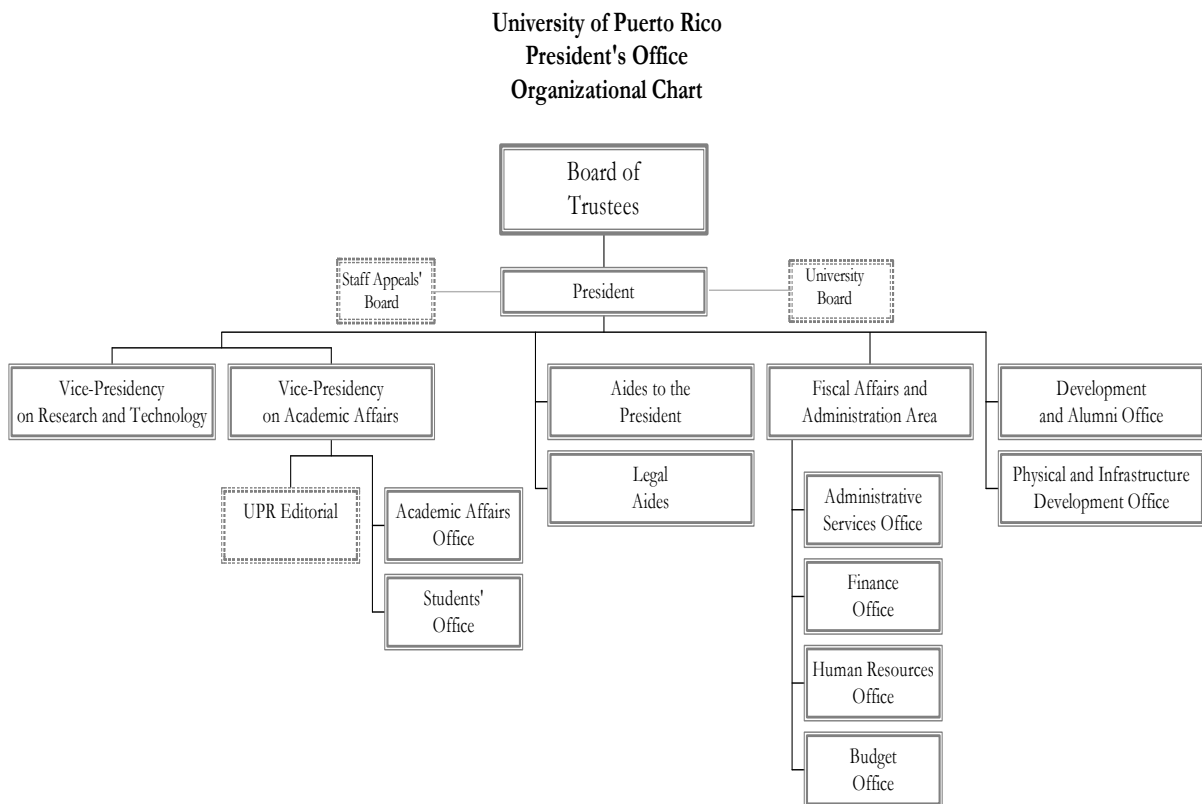 University of Puerto Rico
President's Office
Organizational Chart
Board of
Trustees
Staff Appeals'
Board
President
University
Board
Vice-Presidency
on Research and Technology
Vice-Presidency
on Academic Affairs
Aides to the
President
Fiscal Affairs and
Administration Area
Development
and Alumni Office
UPR Editorial
Academic Affairs
Office
Students'
Office
Legal
Aides
Administrative
Services Office
Finance
Office
Human Resources
Office
Budget
Office
Physical and Infrastructure
Development Office